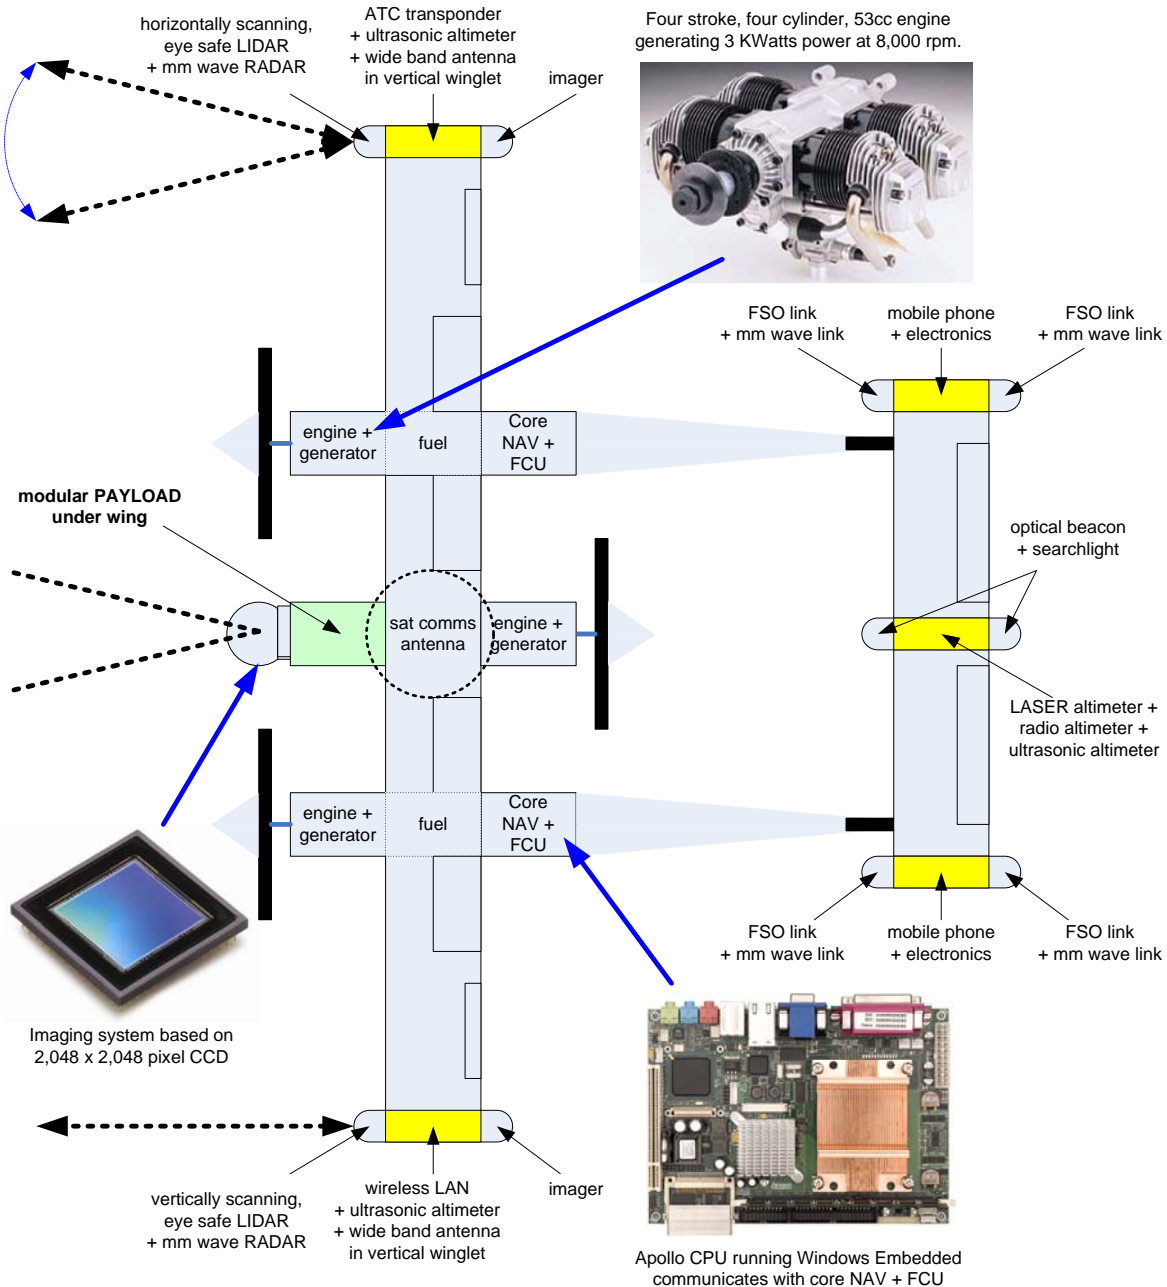 horizontally scanning,
eye safe LIDAR
+ mm wave RADAR
ATC transponder
+ ultrasonic altimeter
+ wide band antenna
in vertical winglet
imager
Four stroke, four cylinder, 53cc engine
generating 3 KWatts power at 8,000 rpm.
FSO link
+ mm wave link
mobile phone
+ electronics
FSO link
+ mm wave link
engine +
generator
fuel
Core
NAV +
FCU
modular PAYLOAD
under wing
optical beacon
+ searchlight
sat comms
antenna
engine +
generator
LASER altimeter +
radio altimeter +
ultrasonic altimeter
engine +
generator
fuel
Core
NAV +
FCU
FSO link
+ mm wave link
mobile phone
+ electronics
FSO link
+ mm wave link
Imaging system based on
2,048 x 2,048 pixel CCD
vertically scanning,
eye safe LIDAR
+ mm wave RADAR
wireless LAN
+ ultrasonic altimeter
+ wide band antenna
in vertical winglet
imager
Apollo CPU running Windows Embedded
communicates with core NAV + FCU